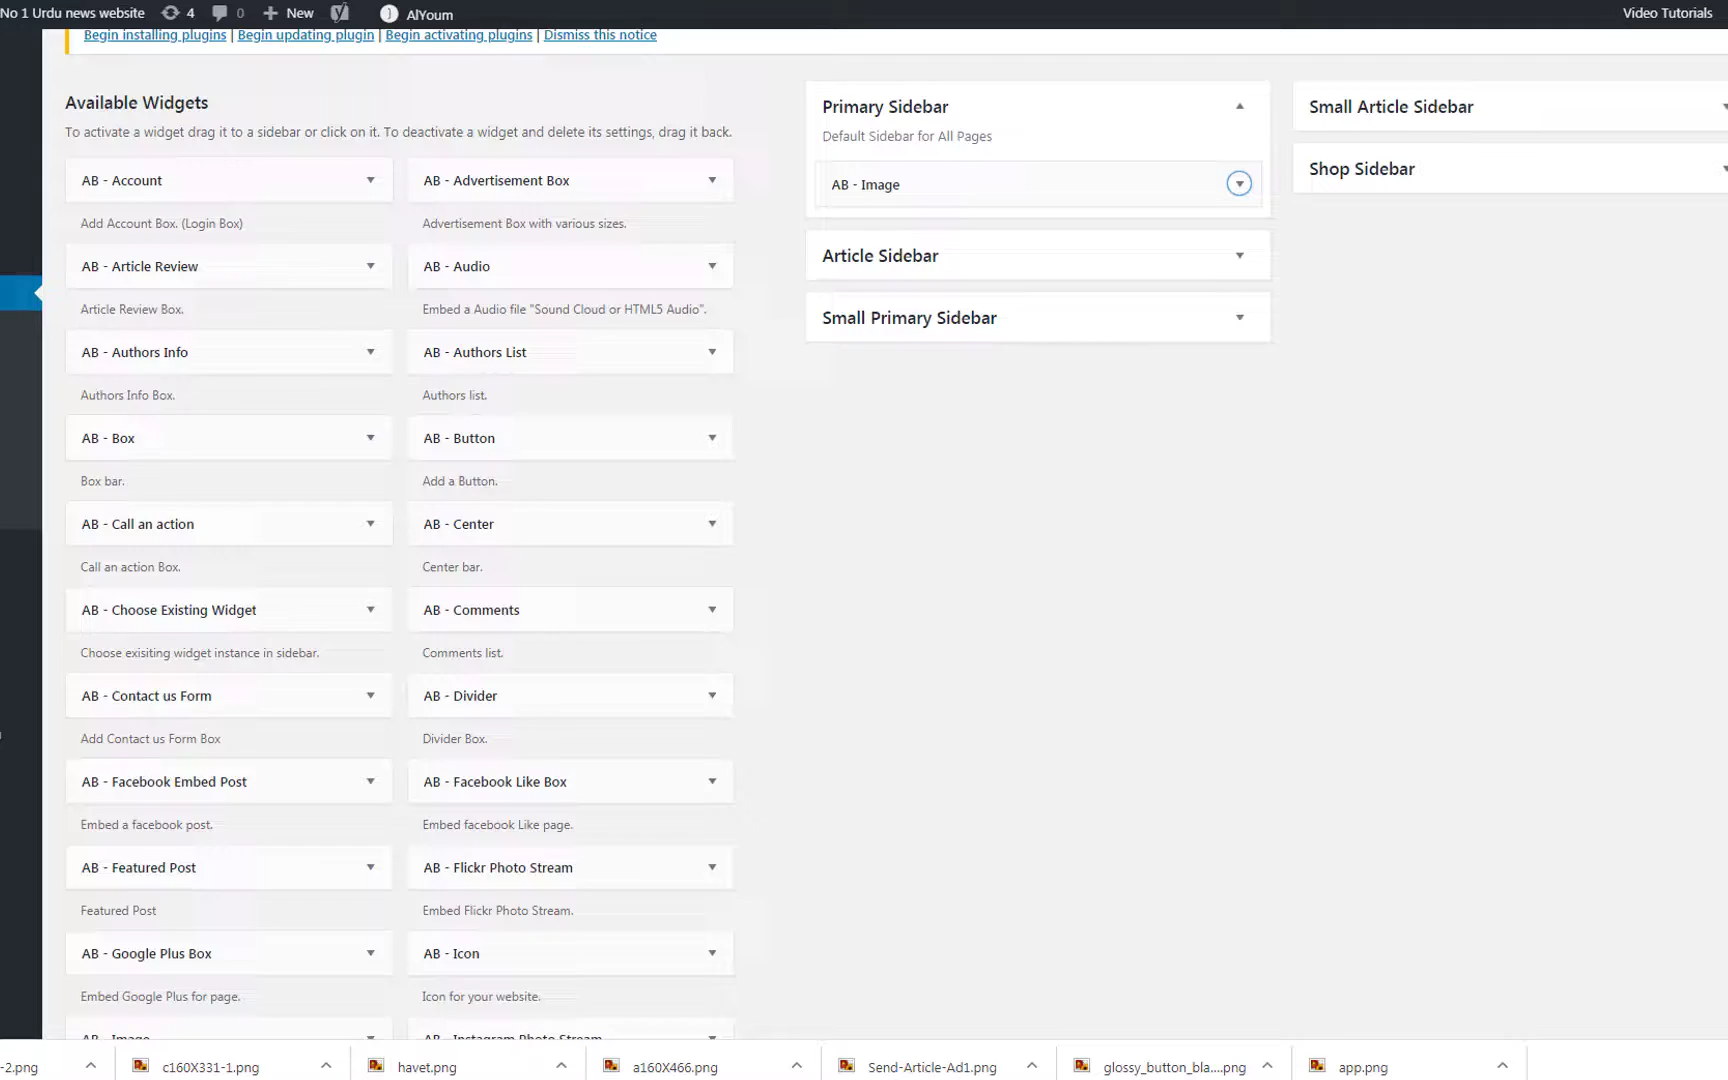 No 1 Urdu news website 4 0 New AlYoum Video Tutorials
Begin installing plugins | Begin updating plugin | Begin activating plugins | Dismiss this notice
Available Widgets
To activate a widget drag it to a sidebar or click on it. To deactivate a widget and delete its settings, drag it back.
AB - Account AB - Advertisement Box
Add Account Box. (Login Box) Advertisement Box with various sizes.
AB - Article Review AB - Audio
Article Review Box. Embed a Audio file "Sound Cloud or HTML5 Audio".
AB - Authors Info AB - Authors List
Authors Info Box. Authors list.
AB - Box AB - Button
Box bar. Add a Button.
AB - Call an action AB - Center
Call an action Box. Center bar.
AB - Choose Existing Widget AB - Comments
Choose exisiting widget instance in sidebar. Comments list.
AB - Contact us Form AB - Divider
Add Contact us Form Box Divider Box.
AB - Facebook Embed Post AB - Facebook Like Box
Embed a facebook post. Embed facebook Like page.
AB - Featured Post AB - Flickr Photo Stream
Featured Post Embed Flickr Photo Stream.
AB - Google Plus Box AB - Icon
Embed Google Plus for page. Icon for your website.
AB - Image AB - Instagram Photo Stream
Primary Sidebar
Default Sidebar for All Pages
AB - Image
Article Sidebar
Small Primary Sidebar
Small Article Sidebar
Shop Sidebar
-2.png c160X331-1.png havet.png a160X466.png Send-Article-Ad1.png glossy_button_bla....png app.png